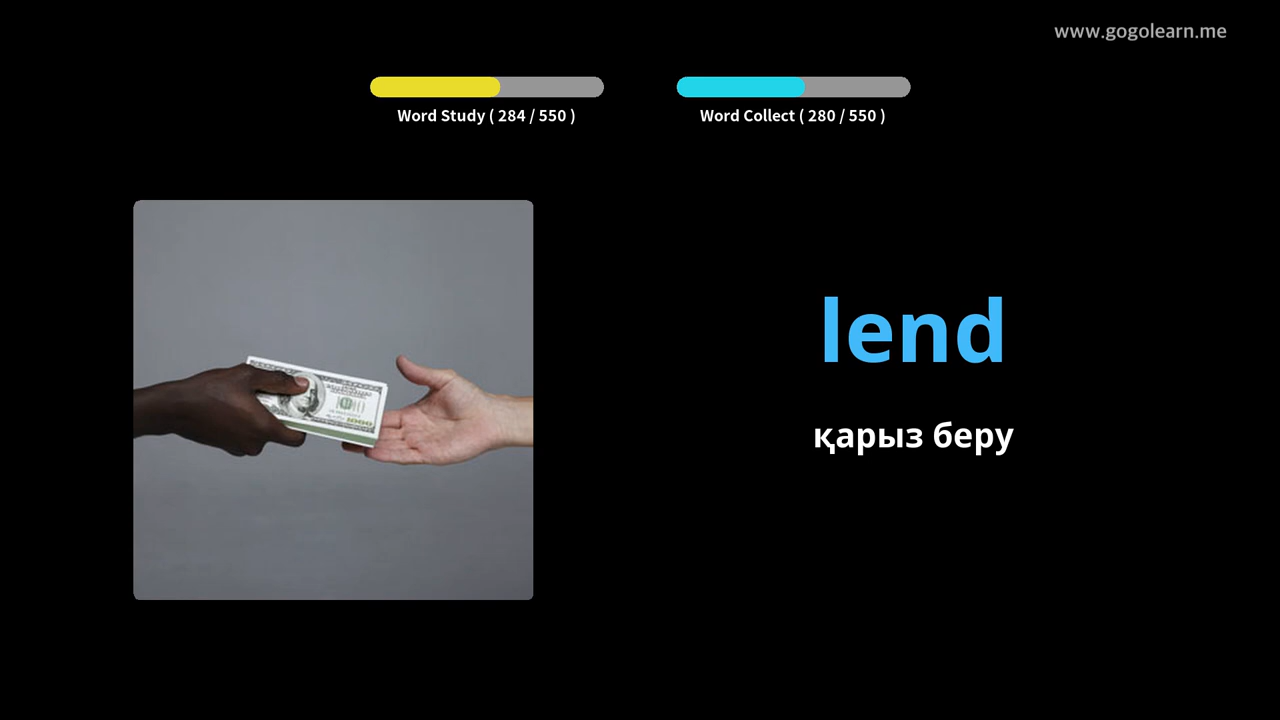 www.gogolearn.me
Word Study ( 284 / 550 )
Word Collect ( 280 / 550 )
lend
қарыз беру